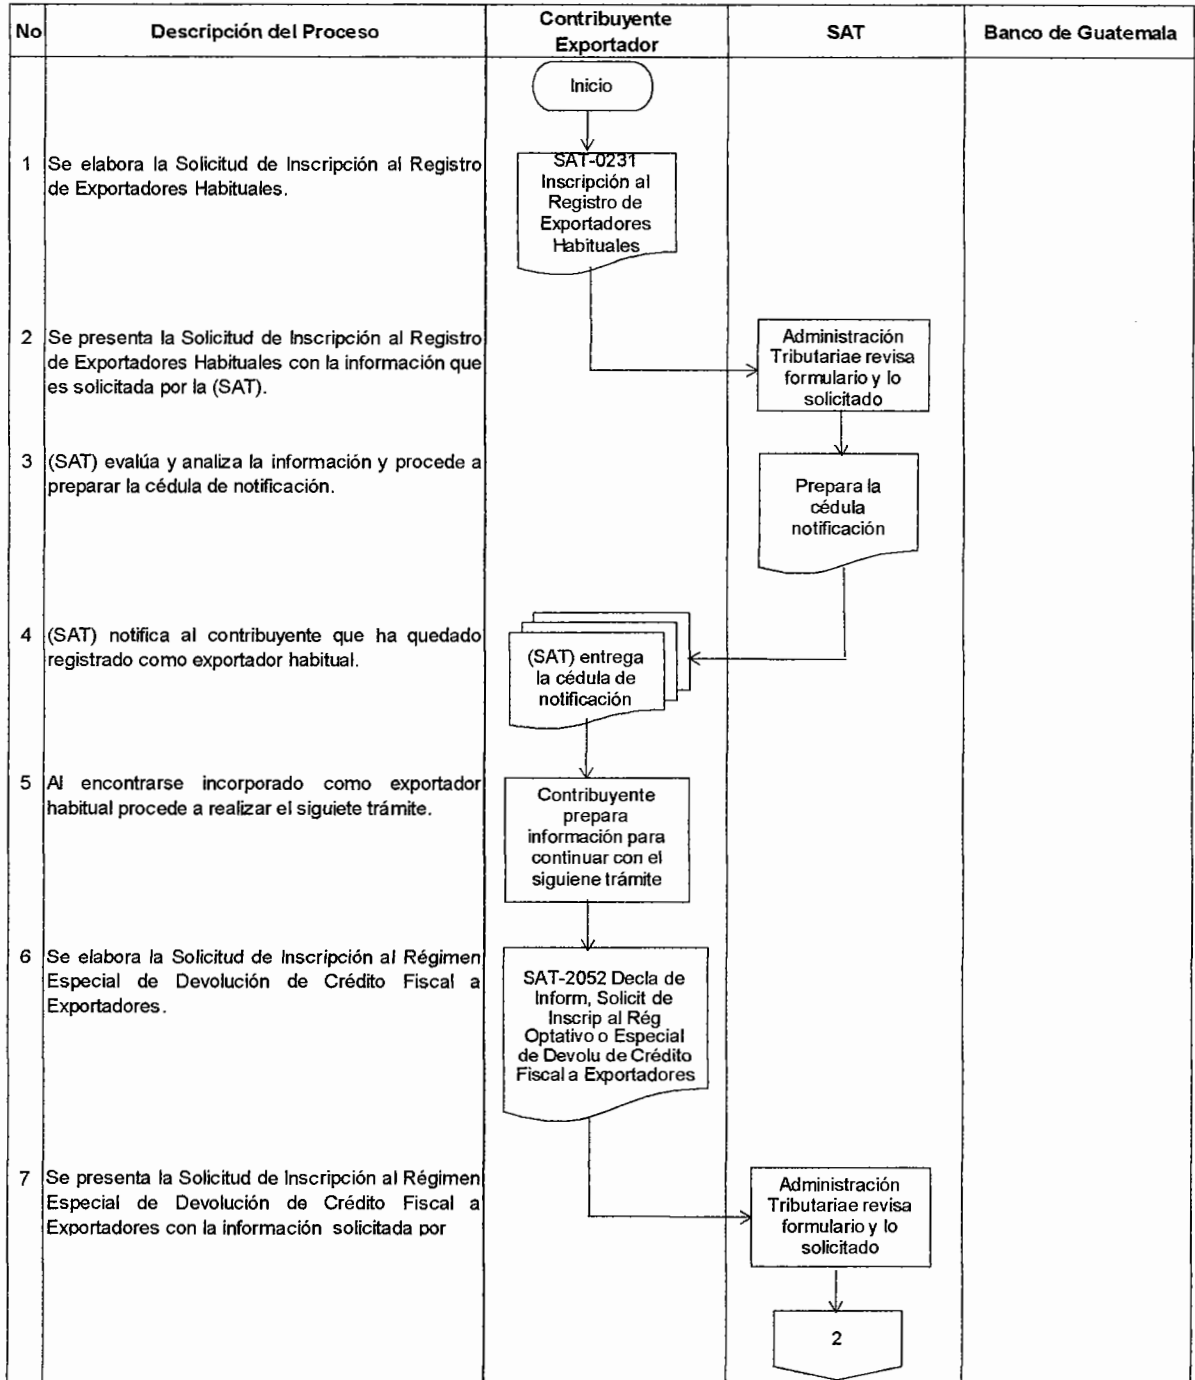 No
Descripción del Proceso
Contribuyente
Exportador
SAT
Banco de Guatemala
Inicio
1
Se elabora la Solicitud de Inscripción al Registro
de Exportadores Habituales.
SAT-0231
Inscripción al
Registro de
Exportadores
Habituales
2
Se presenta la Solicitud de Inscripción al Registro
de Exportadores Habituales con la información que
es solicitada por la (SAT).
Administración
Tributariae revisa
formulario y lo
solicitado
3
(SAT) evalúa y analiza la información y procede a
preparar la cédula de notificación.
Prepara la
cédula
notificación
4
(SAT) notifica al contribuyente que ha quedado
registrado como exportador habitual.
(SAT) entrega
la cédula de
notificación
5
Al encontrarse incorporado como exportador
habitual procede a realizar el siguiete trámite.
Contribuyente
prepara
información para
continuar con el
siguiene trámite
6
Se elabora la Solicitud de Inscripción al Régimen
Especial de Devolución de Crédito Fiscal a
Exportadores.
SAT-2052 Decla de
Inform, Solicit de
Inscrip al Rég
Optativo o Especial
de Devolu de Crédito
Fiscal a Exportadores
7
Se presenta la Solicitud de Inscripción al Régimen
Especial de Devolución de Crédito Fiscal a
Exportadores con la información solicitada por
Administración
Tributariae revisa
formulario y lo
solicitado
2